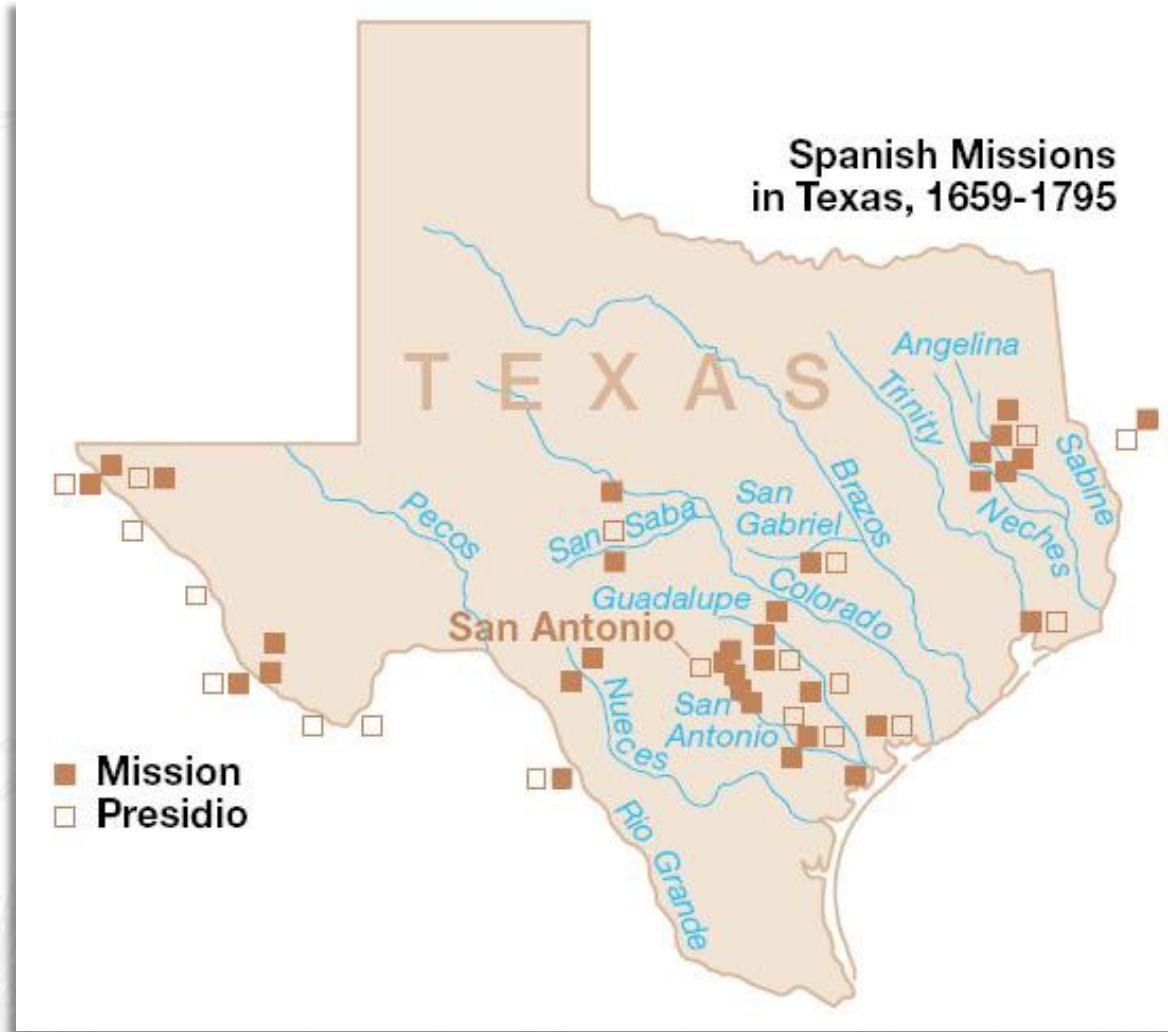 Spanish Missions
in Texas, 1659-1795
TEXAS
Angelina
Trinity
Sabine
Neches
Brazos
San
Gabriel
Pecos
San Saba
Colorado
Guadalupe
San Antonio
Nueces
San
Antonio
Rio Grande
Mission
Presidio